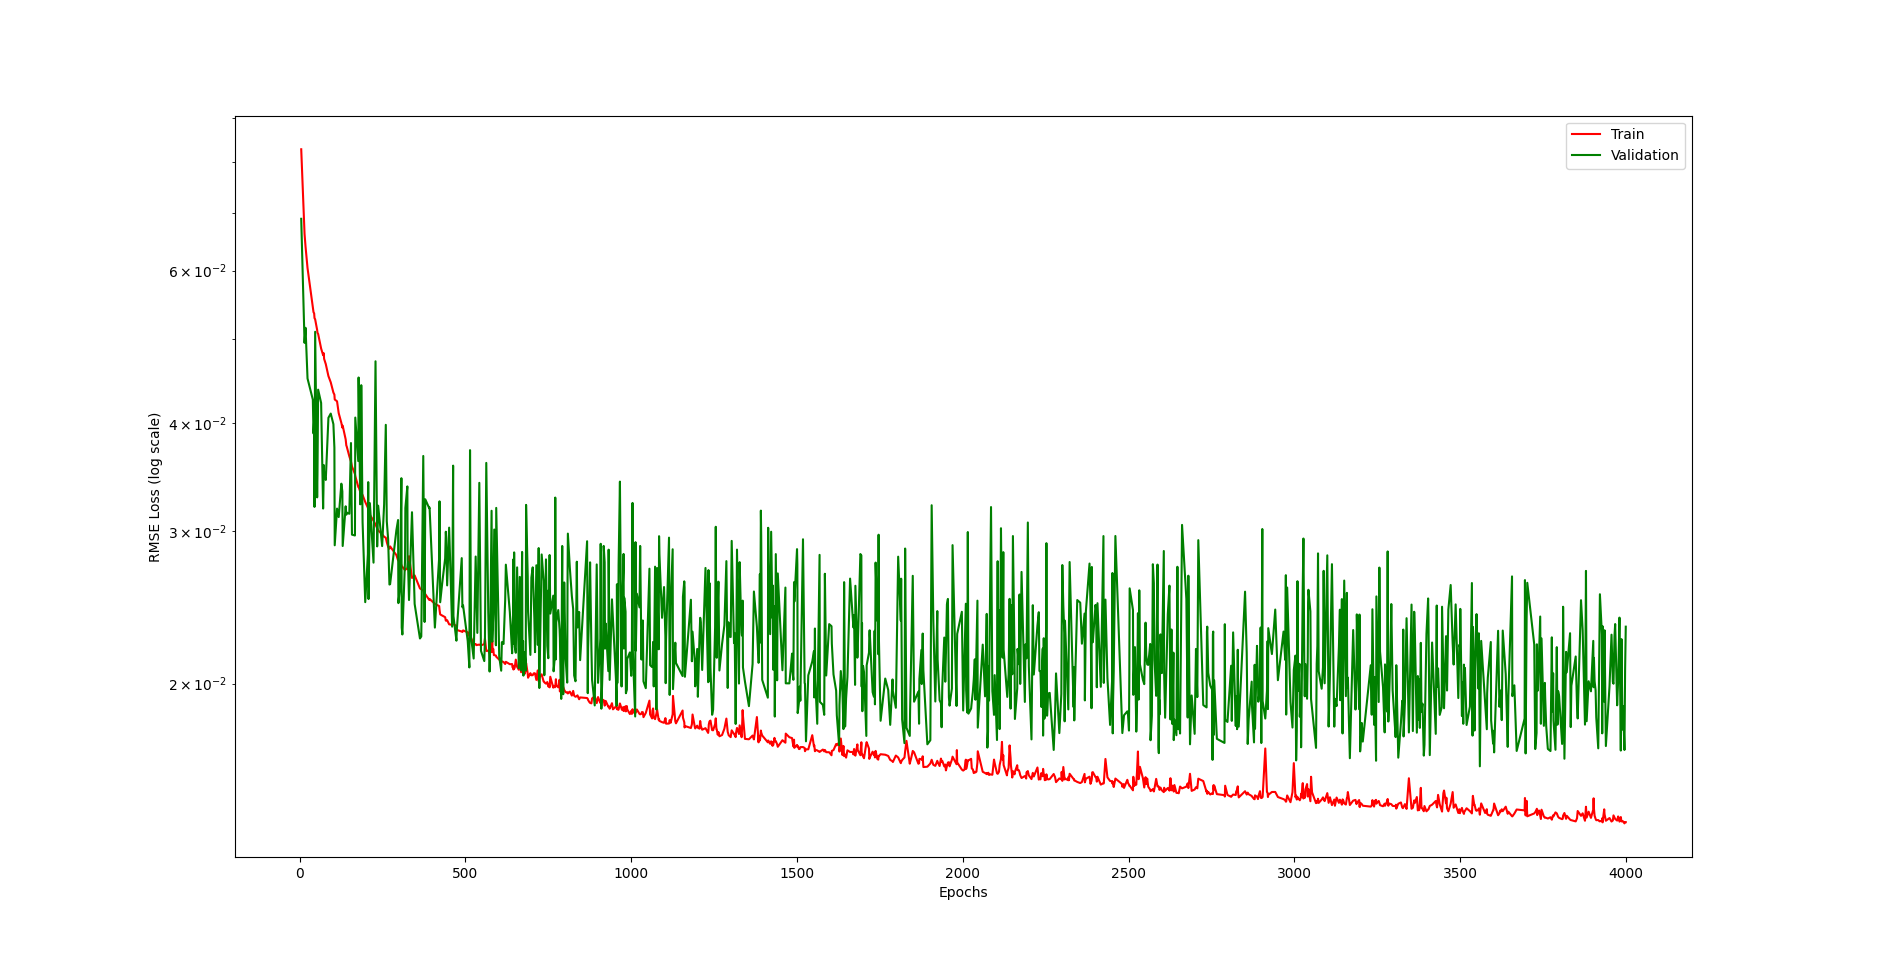 Train
Validation
6 × 10⁻²
4 × 10⁻²
3 × 10⁻²
2 × 10⁻²
RMSE Loss (log scale)
0 500 1000 1500 2000 2500 3000 3500 4000
Epochs